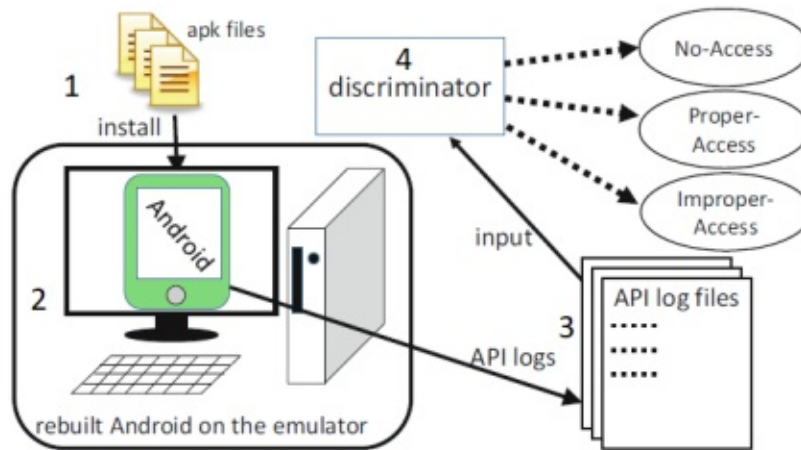 apk files
1
install
Android
2
rebuilt Android on the emulator
API logs
3
API log files
input
4
discriminator
No-Access
Proper-
Access
Improper-
Access